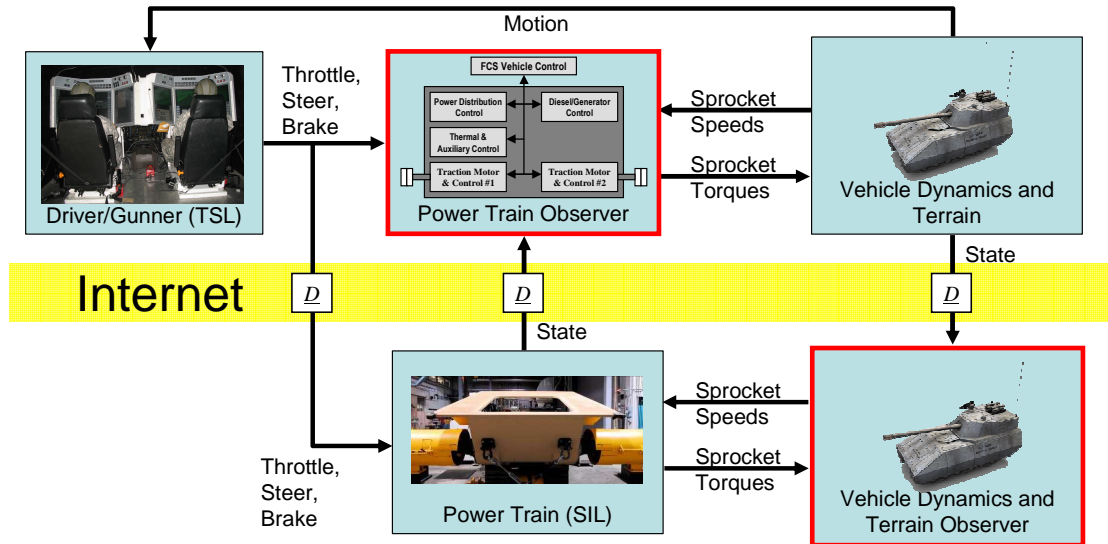 Motion
Throttle,
Steer,
Brake
FCS Vehicle Control
Power Distribution
Control
Diesel/Generator
Control
Thermal &
Auxiliary Control
Traction Motor
& Control #1
Traction Motor
& Control #2
Sprocket
Speeds
Sprocket
Torques
Driver/Gunner (TSL)
Power Train Observer
Vehicle Dynamics and
Terrain
State
Internet
D
D
D
State
Throttle,
Steer,
Brake
Sprocket
Speeds
Sprocket
Torques
Power Train (SIL)
Vehicle Dynamics and
Terrain Observer